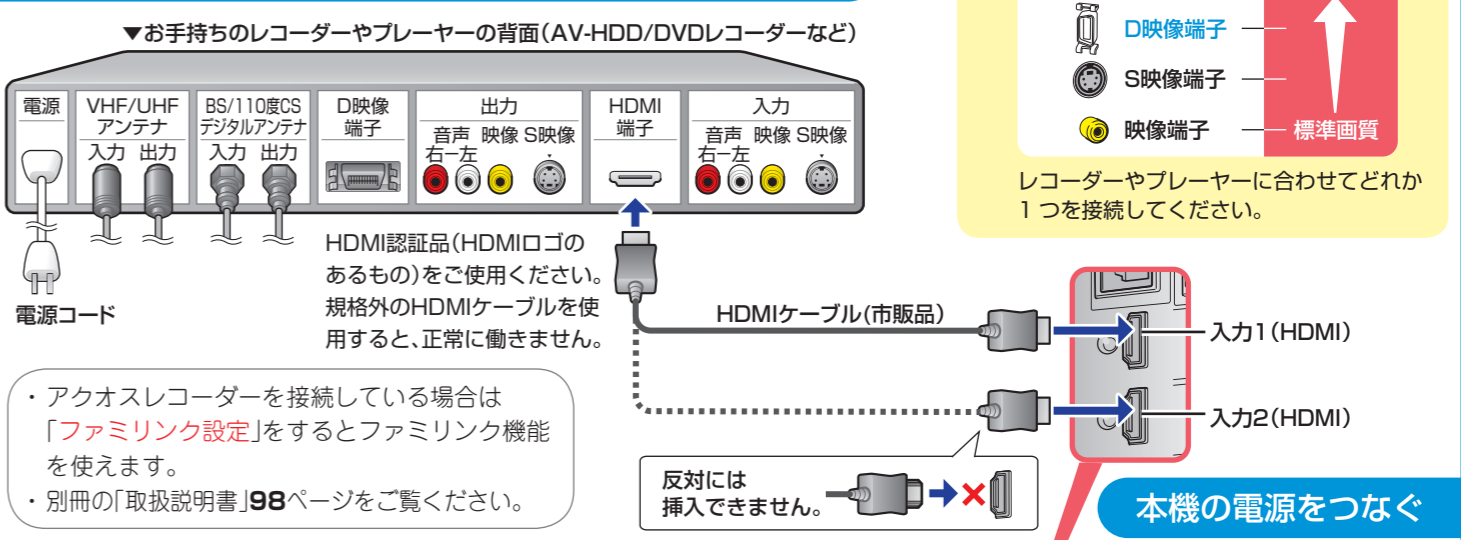 ▼お手持ちのレコーダーやプレーヤーの背面(AV-HDD/DVDレコーダーなど)
電源
VHF/UHF
アンテナ
入力 出力
BS/110度CS
デジタルアンテナ
入力 出力
D映像
端子
出力
音声 映像 S映像
右ー左
HDMI
端子
入力
音声 映像 S映像
右ー左
電源コード
HDMI認証品(HDMIロゴの
あるもの)をご使用ください。
規格外のHDMIケーブルを使
用すると、正常に働きません。
HDMIケーブル(市販品)
入力1(HDMI)
入力2(HDMI)
・アクオスレコーダーを接続している場合は
「ファミリンク設定」をするとファミリンク機能
を使えます。
・別冊の「取扱説明書」98ページをご覧ください。
反対には
挿入できません。
D映像端子
S映像端子
映像端子
標準画質
レコーダーやプレーヤーに合わせてどれか
1つを接続してください。
本機の電源をつなぐ